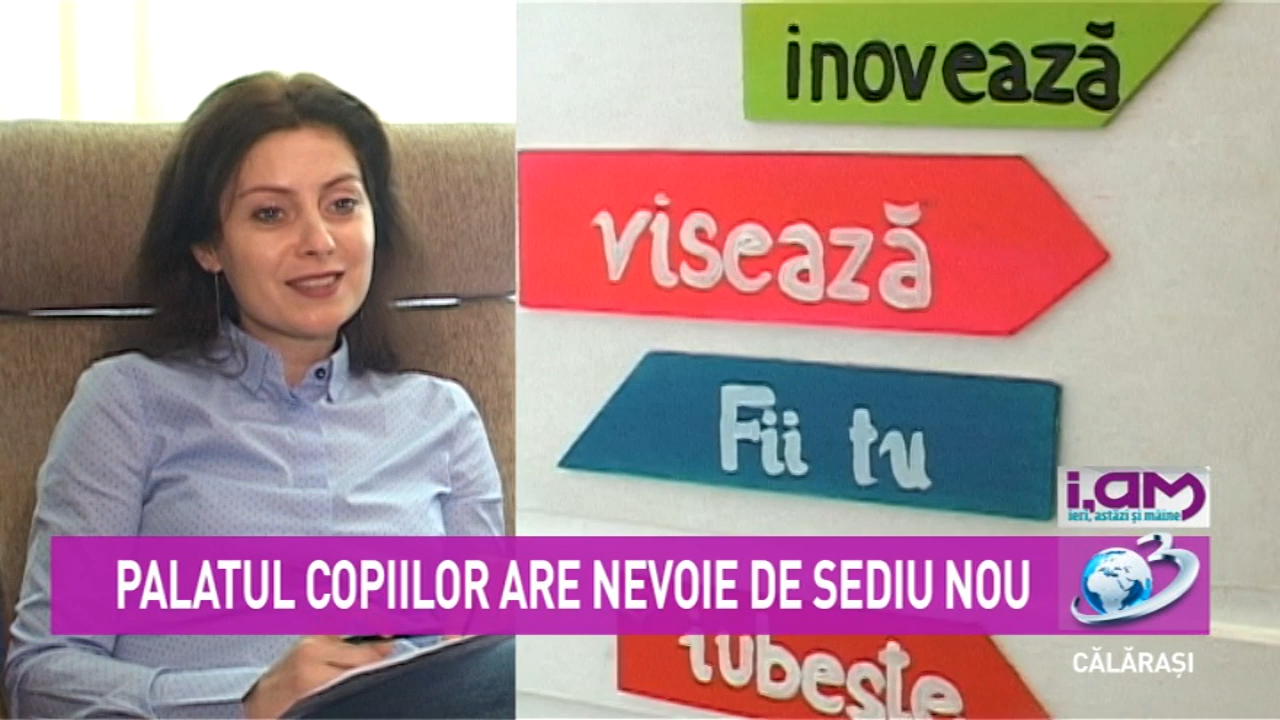 inovează
visează
Fii tu
i,am
ieri, astăzi și mâine
PALATUL COPIILOR ARE NEVOIE DE SEDIU NOU
3
iubește
CĂLĂRAȘI